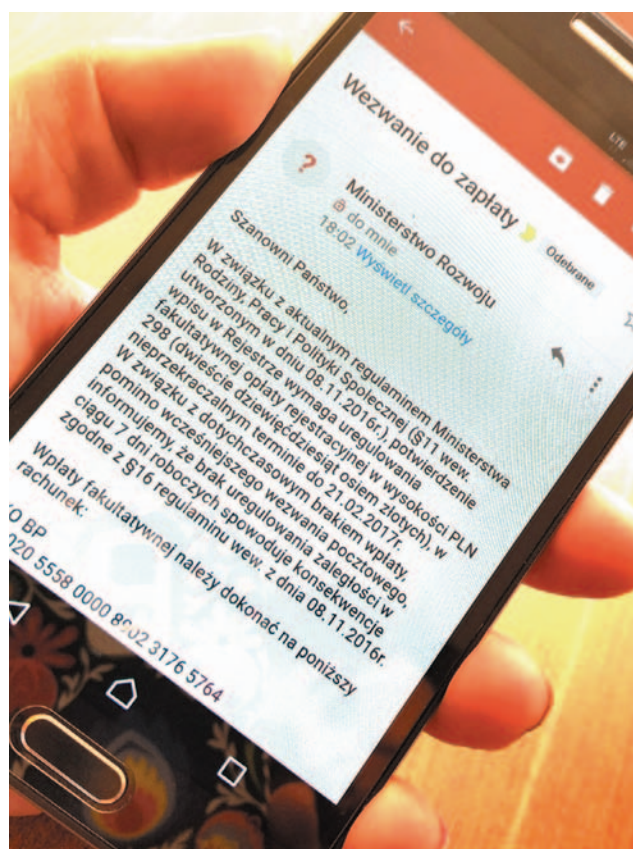 LTE
Wezwanie do zapłaty
Odebrane
?
Ministerstwo Rozwoju
do mnie
18:02 Wyświetl szczegóły
Szanowni Państwo,
W związku z aktualnym regulaminem Ministerstwa
Rodziny, Pracy i Polityki Społecznej (§11 wew.
utworzonym w dniu 08.11.2016r.), potwierdzenie
wpisu w Rejestrze wymaga uregulowania
fakultatywnej opłaty rejestracyjnej w wysokości PLN
298 (dwieście dziewięćdziesiąt osiem złotych), w
nieprzekraczalnym terminie do 21.02.2017r.
W związku z dotychczasowym brakiem wpłaty,
pomimo wcześniejszego wezwania pocztowego,
informujemy, że brak uregulowania zaległości w
ciągu 7 dni roboczych spowoduje konsekwencje
zgodne z §16 regulaminu wew. z dnia 08.11.2016r.
Wpłaty fakultatywnej należy dokonać na poniższy
rachunek:
KO BP
020 5558 0000 8902 3176 5764